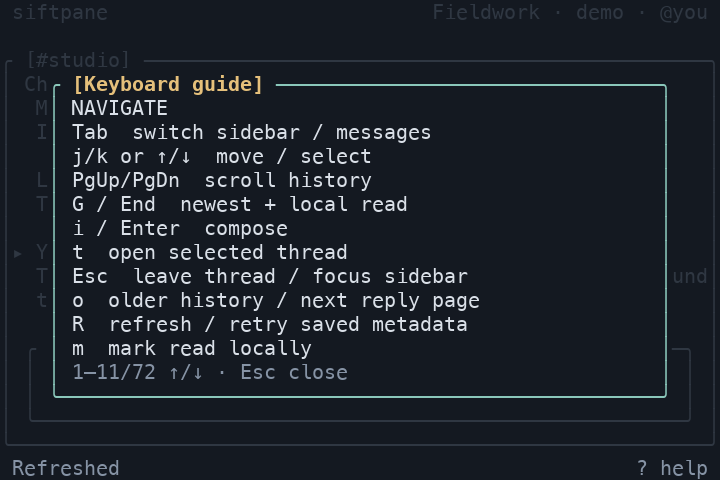 siftpane Fieldwork · demo · @you
[#studio]
Ch [Keyboard guide]
M NAVIGATE
I Tab switch sidebar / messages
j/k or ↑/↓ move / select
L PgUp/PgDn scroll history
T G / End newest + local read
i / Enter compose
▸ Y t open selected thread
T Esc leave thread / focus sidebar und
t o older history / next reply page
R refresh / retry saved metadata
m mark read locally
1–11/72 ↑/↓ · Esc close
Refreshed ? help